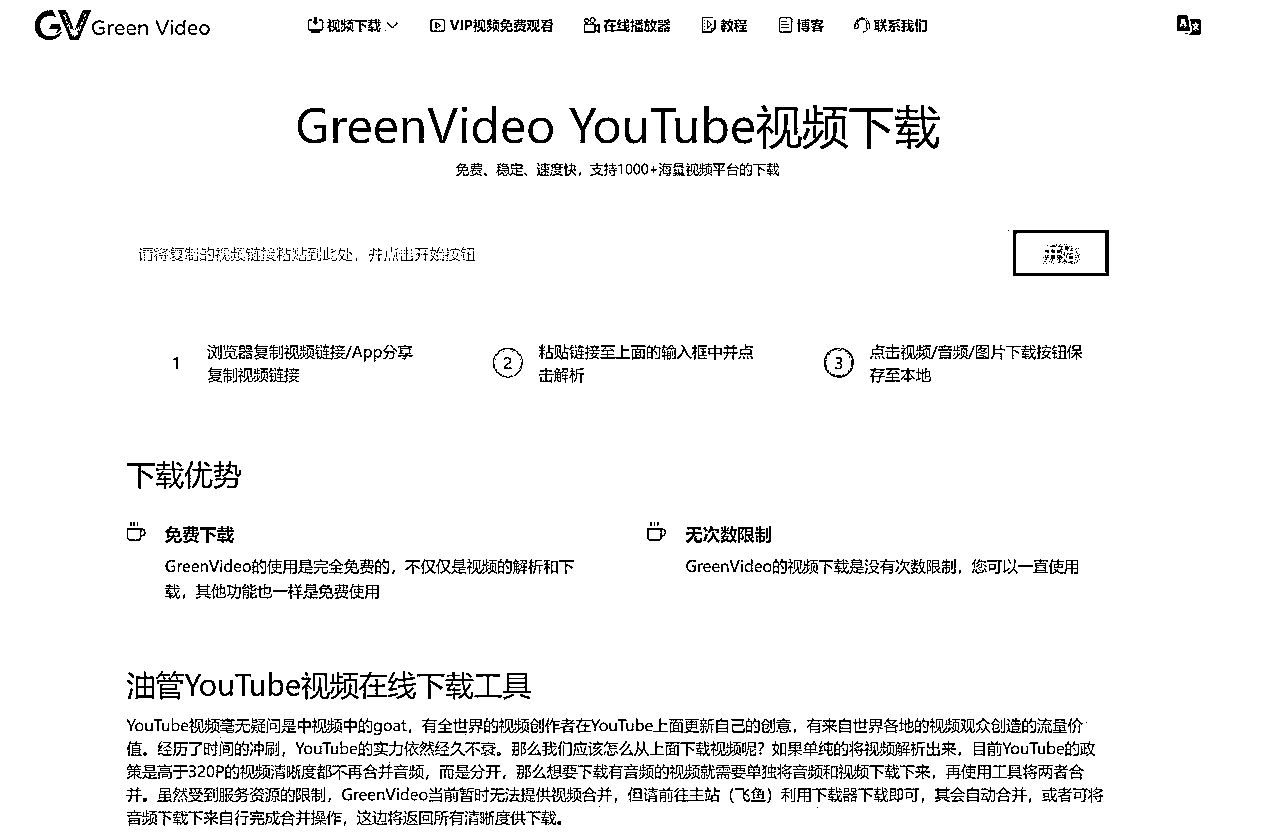 GV Green Video 视频下载 VIP视频免费观看 在线播放器 教程 博客 联系我们
GreenVideo YouTube视频下载
免费、稳定、速度快，支持1000+海量视频平台的下载
请将复制的视频链接粘贴到此处，并点击开始按钮
1 浏览器复制视频链接/App分享
复制视频链接
2 粘贴链接至上面的输入框中并点
击解析
3 点击视频/音频/图片下载按钮保
存至本地
下载优势
免费下载
GreenVideo的使用是完全免费的，不仅仅是视频的解析和下
载，其他功能也一样是免费使用
无次数限制
GreenVideo的视频下载是没有次数限制，您可以一直使用
油管YouTube视频在线下载工具
YouTube视频毫无疑问是中视频中的goat，有全世界的视频创作者在YouTube上面更新自己的创意，有来自世界各地的视频观众创造的流量价
值。经历了时间的冲刷，YouTube的实力依然经久不衰。那么我们应该怎么从上面下载视频呢？如果单纯的将视频解析出来，目前YouTube的政
策是高于320P的视频清晰度都不再合并音频，而是分开，那么想要下载有音频的视频就需要单独将音频和视频下载下来，再使用工具将两者合
并。虽然受到服务资源的限制，GreenVideo当前暂时无法提供视频合并，但请前往主站（飞鱼）利用下载器下载即可，其会自动合并，或者可将
音频下载下来自行完成合并操作，这边将返回所有清晰度供下载。